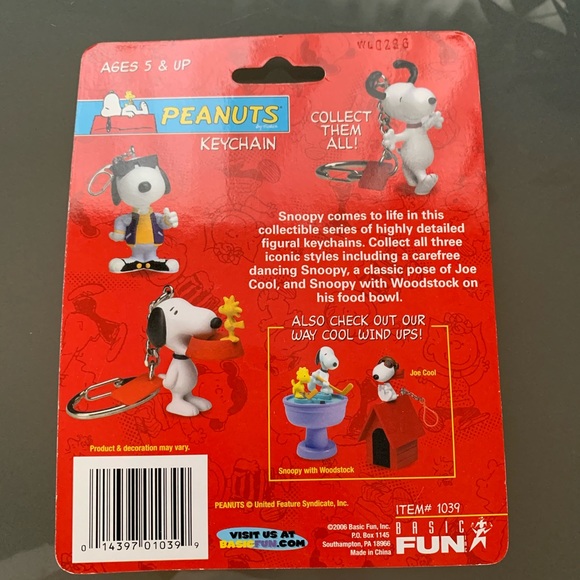 WL0296
AGES 5 & UP
PEANUTS
KEYCHAIN
COLLECT
THEM
ALL!
Snoopy comes to life in this
collectible series of highly detailed
figural keychains. Collect all three
iconic styles including a carefree
dancing Snoopy, a classic pose of Joe
Cool, and Snoopy with Woodstock on
his food bowl.
ALSO CHECK OUT OUR
WAY COOL WIND UPS!
Joe Cool
Snoopy with Woodstock
Product & decoration may vary.
PEANUTS © United Feature Syndicate, Inc.
0 14397 01039 9
VISIT US AT
BASICFUN.COM
©2006 Basic Fun, Inc.
P.O. Box 1145
Southampton, PA 18966
Made in China
ITEM# 1039
BASIC
FUN